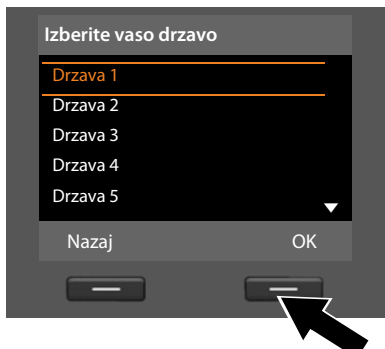 Izberite vaso drzavo
Drzava 1
Drzava 2
Drzava 3
Drzava 4
Drzava 5
Nazaj OK